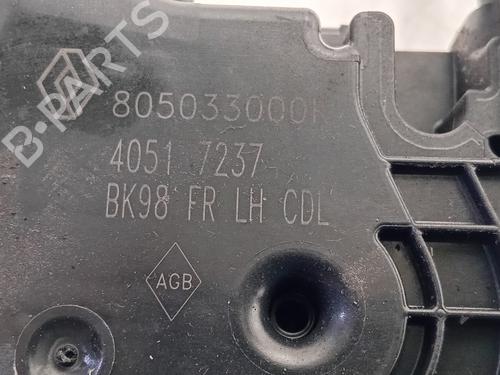 B-PARTS
805033000R
4051 7237
BK98 FR LH CDL
AGB